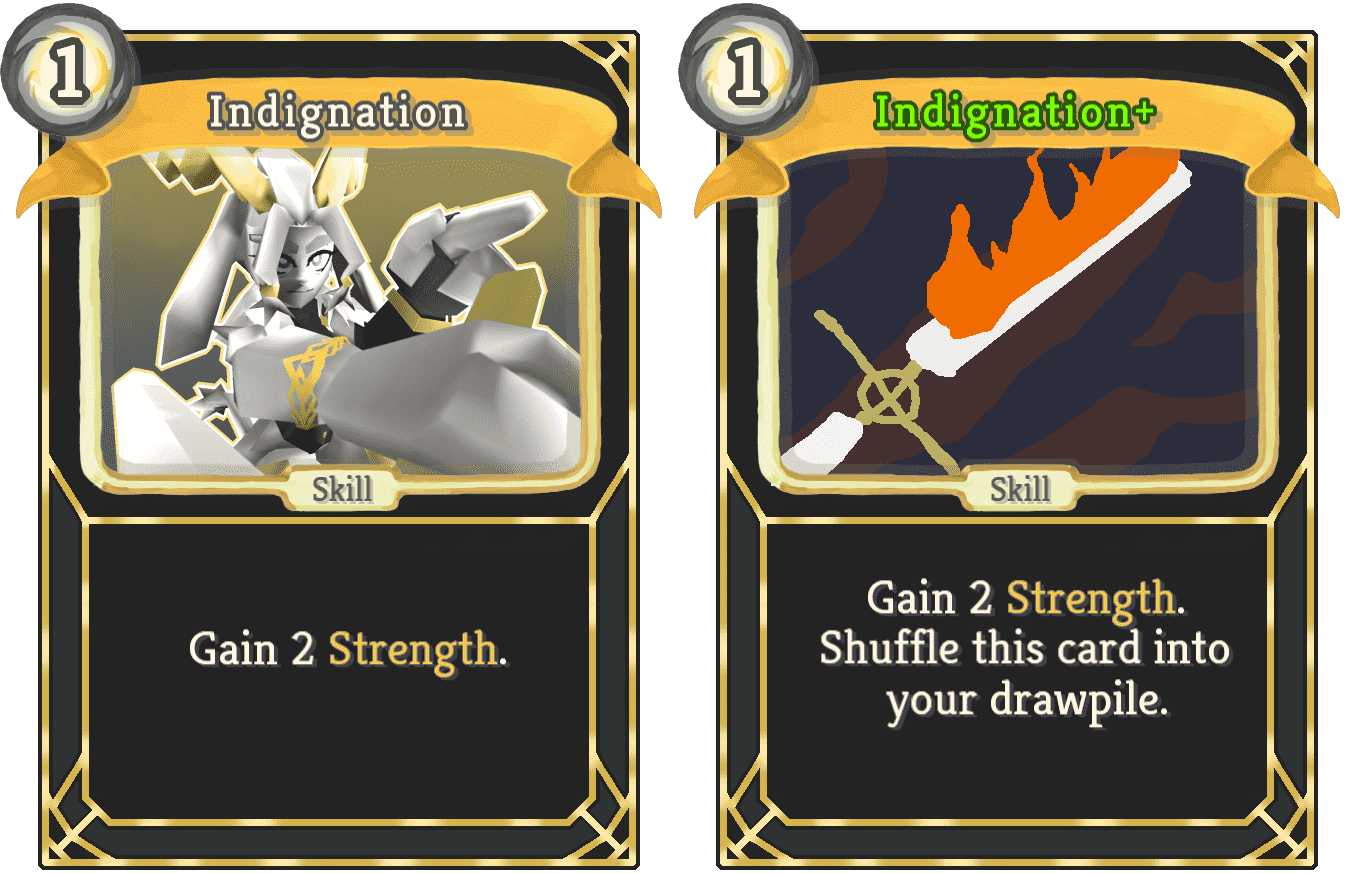 1
Indignation
Skill
Gain 2 Strength.
1
Indignation+
Skill
Gain 2 Strength.
Shuffle this card into
your drawpile.